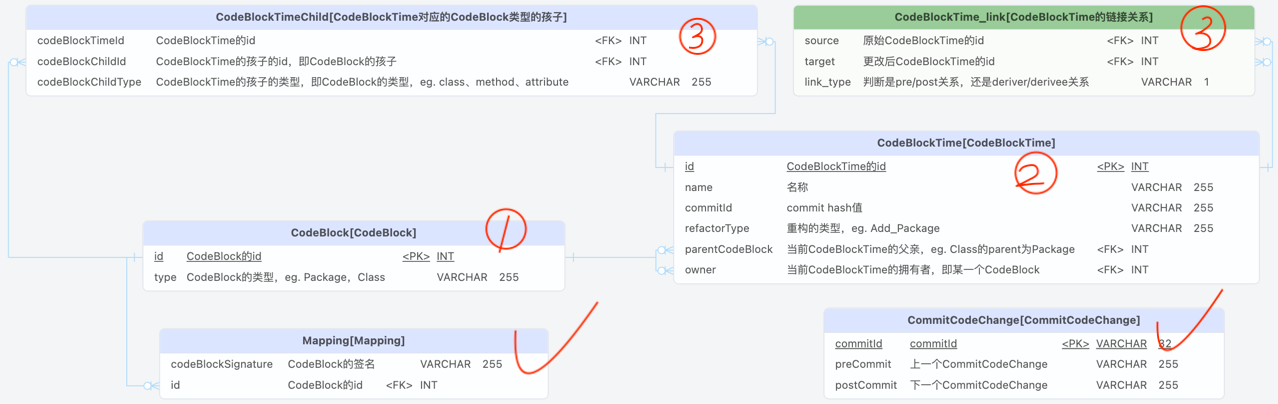 CodeBlockTimeChild[CodeBlockTime对应的CodeBlock类型的孩子]
codeBlockTimeId CodeBlockTime的id <FK> INT
codeBlockChildId CodeBlockTime的孩子的id，即CodeBlock的孩子 <FK> INT
codeBlockChildType CodeBlockTime的孩子的类型，即CodeBlock的类型，eg. class、method、attribute VARCHAR 255
3
CodeBlockTime_link[CodeBlockTime的链接关系]
source 原始CodeBlockTime的id <FK> INT
target 更改后CodeBlockTime的id <FK> INT
link_type 判断是pre/post关系，还是deriver/derivee关系 VARCHAR 1
3
CodeBlockTime[CodeBlockTime]
id CodeBlockTime的id <PK> INT
name 名称 VARCHAR 255
commitId commit hash值 VARCHAR 255
refactorType 重构的类型，eg. Add_Package VARCHAR 255
parentCodeBlock 当前CodeBlockTime的父亲，eg. Class的parent为Package <FK> INT
owner 当前CodeBlockTime的拥有者，即某一个CodeBlock <FK> INT
2
CodeBlock[CodeBlock]
id CodeBlock的id <PK> INT
type CodeBlock的类型，eg. Package，Class VARCHAR 255
1
Mapping[Mapping]
codeBlockSignature CodeBlock的签名 VARCHAR 255
id CodeBlock的id <FK> INT
CommitCodeChange[CommitCodeChange]
commitId commitId <PK> VARCHAR 32
preCommit 上一个CommitCodeChange VARCHAR 255
postCommit 下一个CommitCodeChange VARCHAR 255